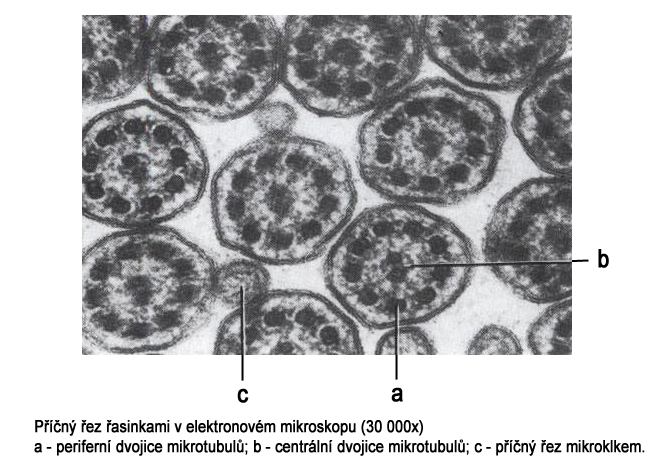 b
c
a
Příčný řez řasinkami v elektronovém mikroskopu (30 000x)
a - periferní dvojice mikrotubulů; b - centrální dvojice mikrotubulů; c - příčný řez mikroklkem.